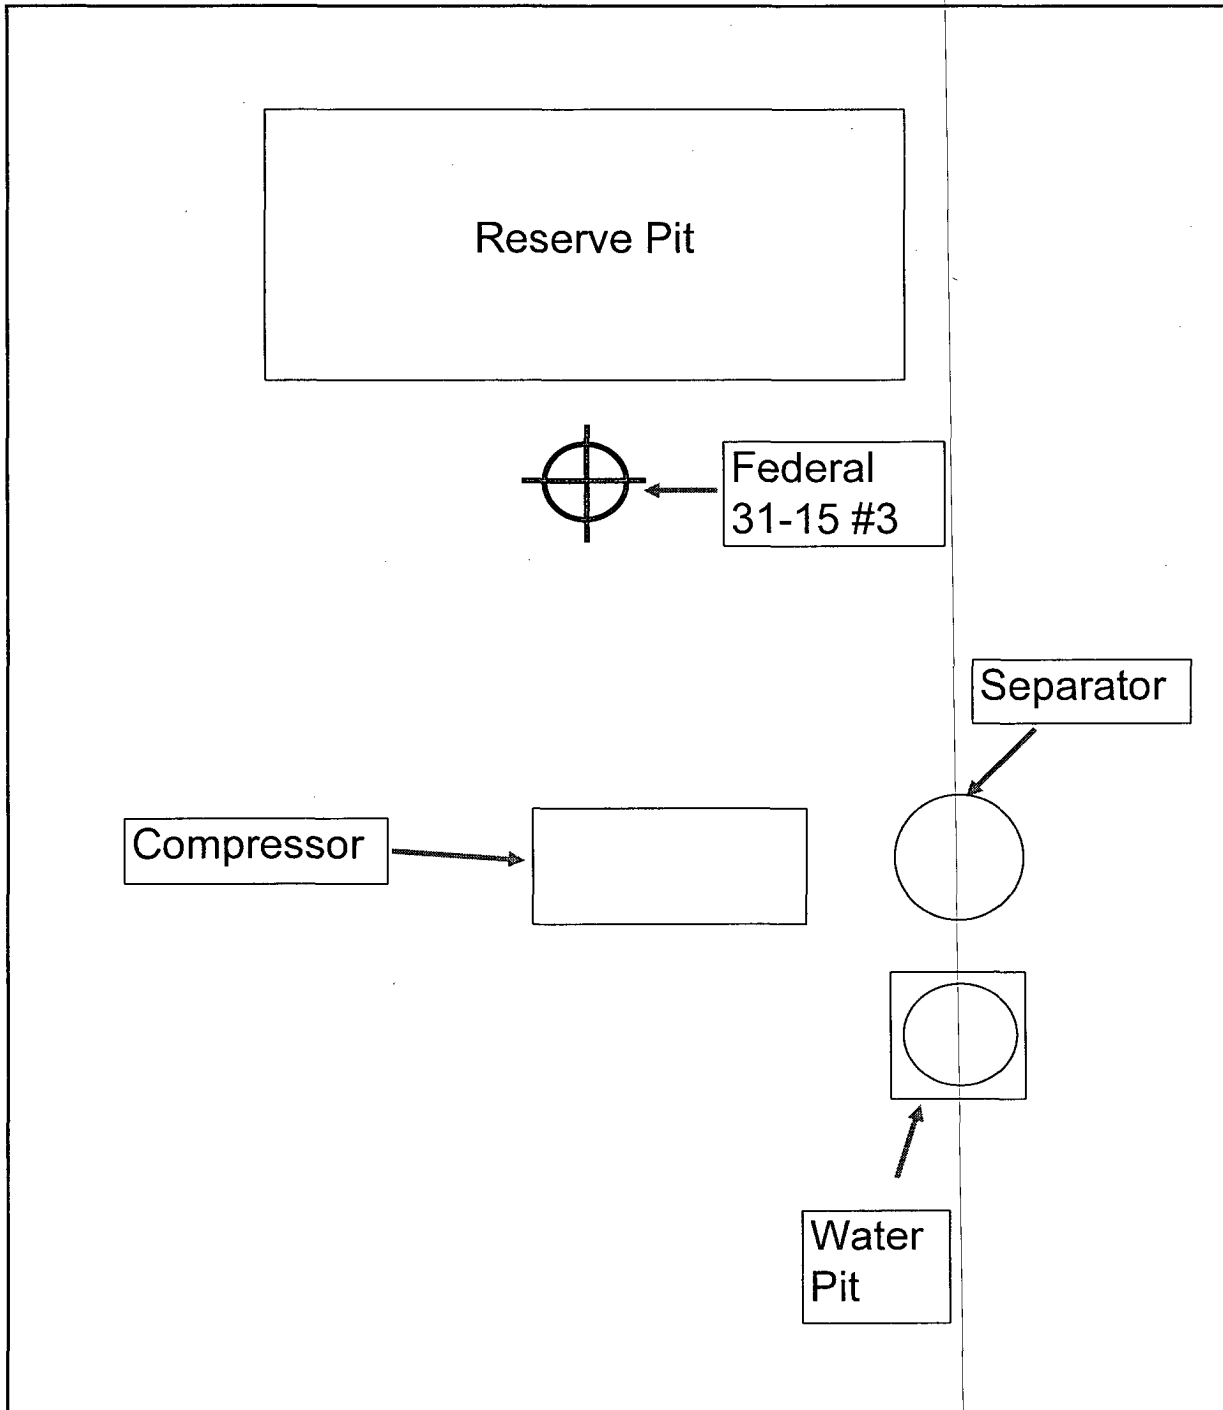 Reserve Pit
Federal
31-15 #3
Separator
Compressor
Water
Pit